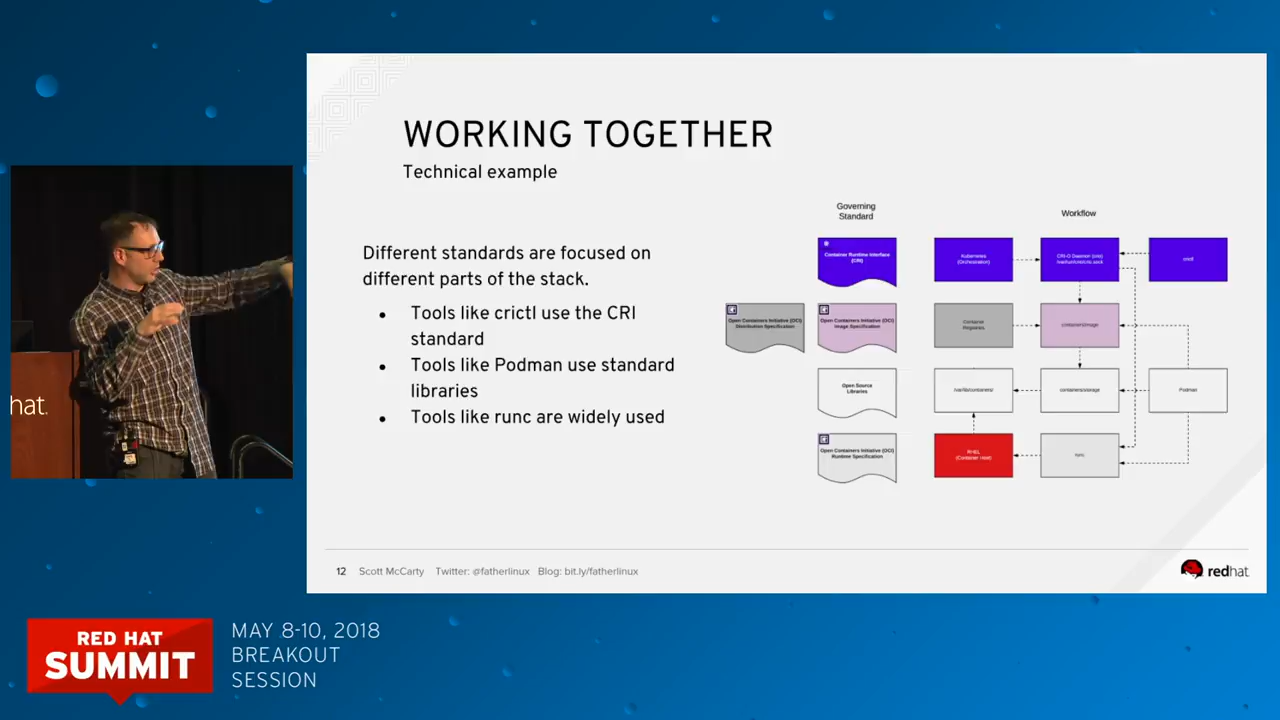 WORKING TOGETHER
Technical example
Different standards are focused on
different parts of the stack.
Tools like crictl use the CRI
standard
Tools like Podman use standard
libraries
Tools like runc are widely used
Governing
Standard
Workflow
Container Runtime Interface
(CRI)
Kubernetes
(Orchestration)
CRI-O Daemon (crio)
crictl
Open Containers Initiative (OCI)
Distribution Specification
Open Containers Initiative (OCI)
Image Specification
Container
Registries
containers/image
Open Source
Libraries
/var/lib/containers/
containers/storage
Podman
Open Containers Initiative (OCI)
Runtime Specification
RHEL
(Container Host)
runc
12 Scott McCarty Twitter: @fatherlinux Blog: bit.ly/fatherlinux
redhat
hat.
RED HAT
SUMMIT
MAY 8-10, 2018
BREAKOUT
SESSION